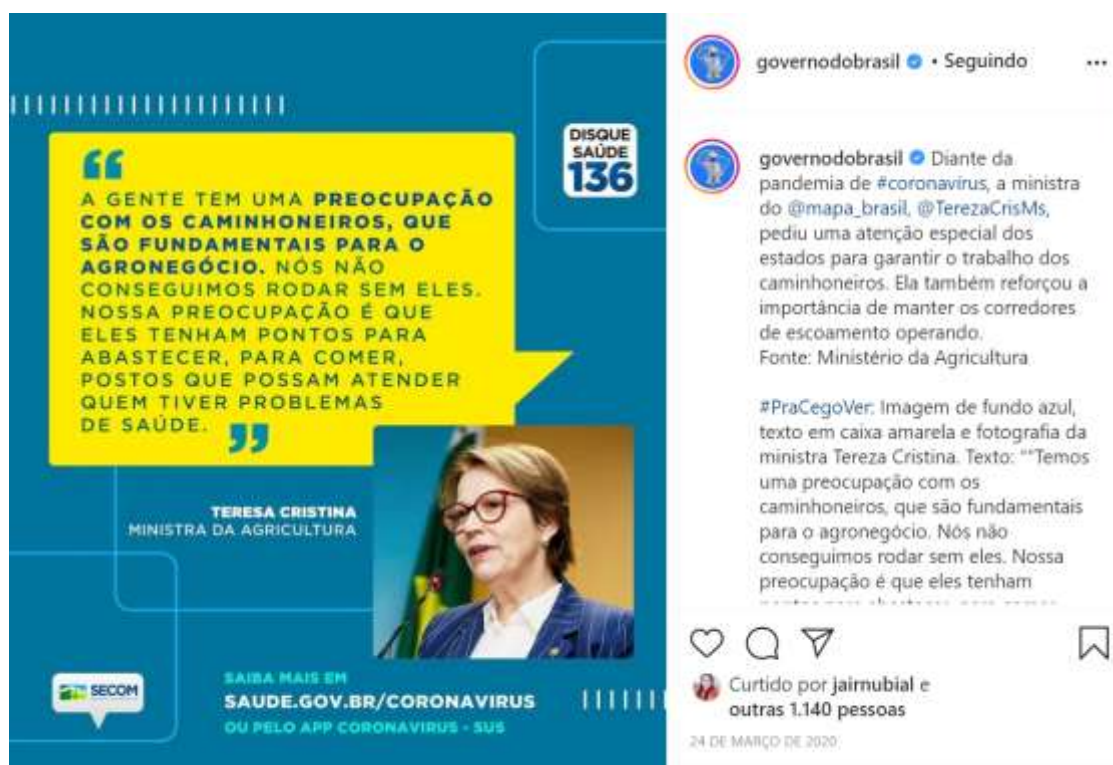 DISQUE
SAÚDE
136
“
A GENTE TEM UMA PREOCUPAÇÃO
COM OS CAMINHONEIROS, QUE
SÃO FUNDAMENTAIS PARA O
AGRONEGÓCIO. NÓS NÃO
CONSEGUIMOS RODAR SEM ELES.
NOSSA PREOCUPAÇÃO É QUE
ELES TENHAM PONTOS PARA
ABASTECER, PARA COMER,
POSTOS QUE POSSAM ATENDER
QUEM TIVER PROBLEMAS
DE SAÚDE. ”
TERESA CRISTINA
MINISTRA DA AGRICULTURA
SECOM
SAIBA MAIS EM
SAUDE.GOV.BR/CORONAVIRUS
OU PELO APP CORONAVIRUS - SUS
governodobrasil • Seguindo
governodobrasil Diante da
pandemia de #coronavirus, a ministra
do @mapa_brasil, @TerezaCrisMs,
pediu uma atenção especial dos
estados para garantir o trabalho dos
caminhoneiros. Ela também reforçou a
importância de manter os corredores
de escoamento operando.
Fonte: Ministério da Agricultura
#PraCegoVer: Imagem de fundo azul,
texto em caixa amarela e fotografia da
ministra Tereza Cristina. Texto: ""Temos
uma preocupação com os
caminhoneiros, que são fundamentais
para o agronegócio. Nós não
conseguimos rodar sem eles. Nossa
preocupação é que eles tenham
Curtido por jairnubial e
outras 1.140 pessoas
24 DE MARÇO DE 2020